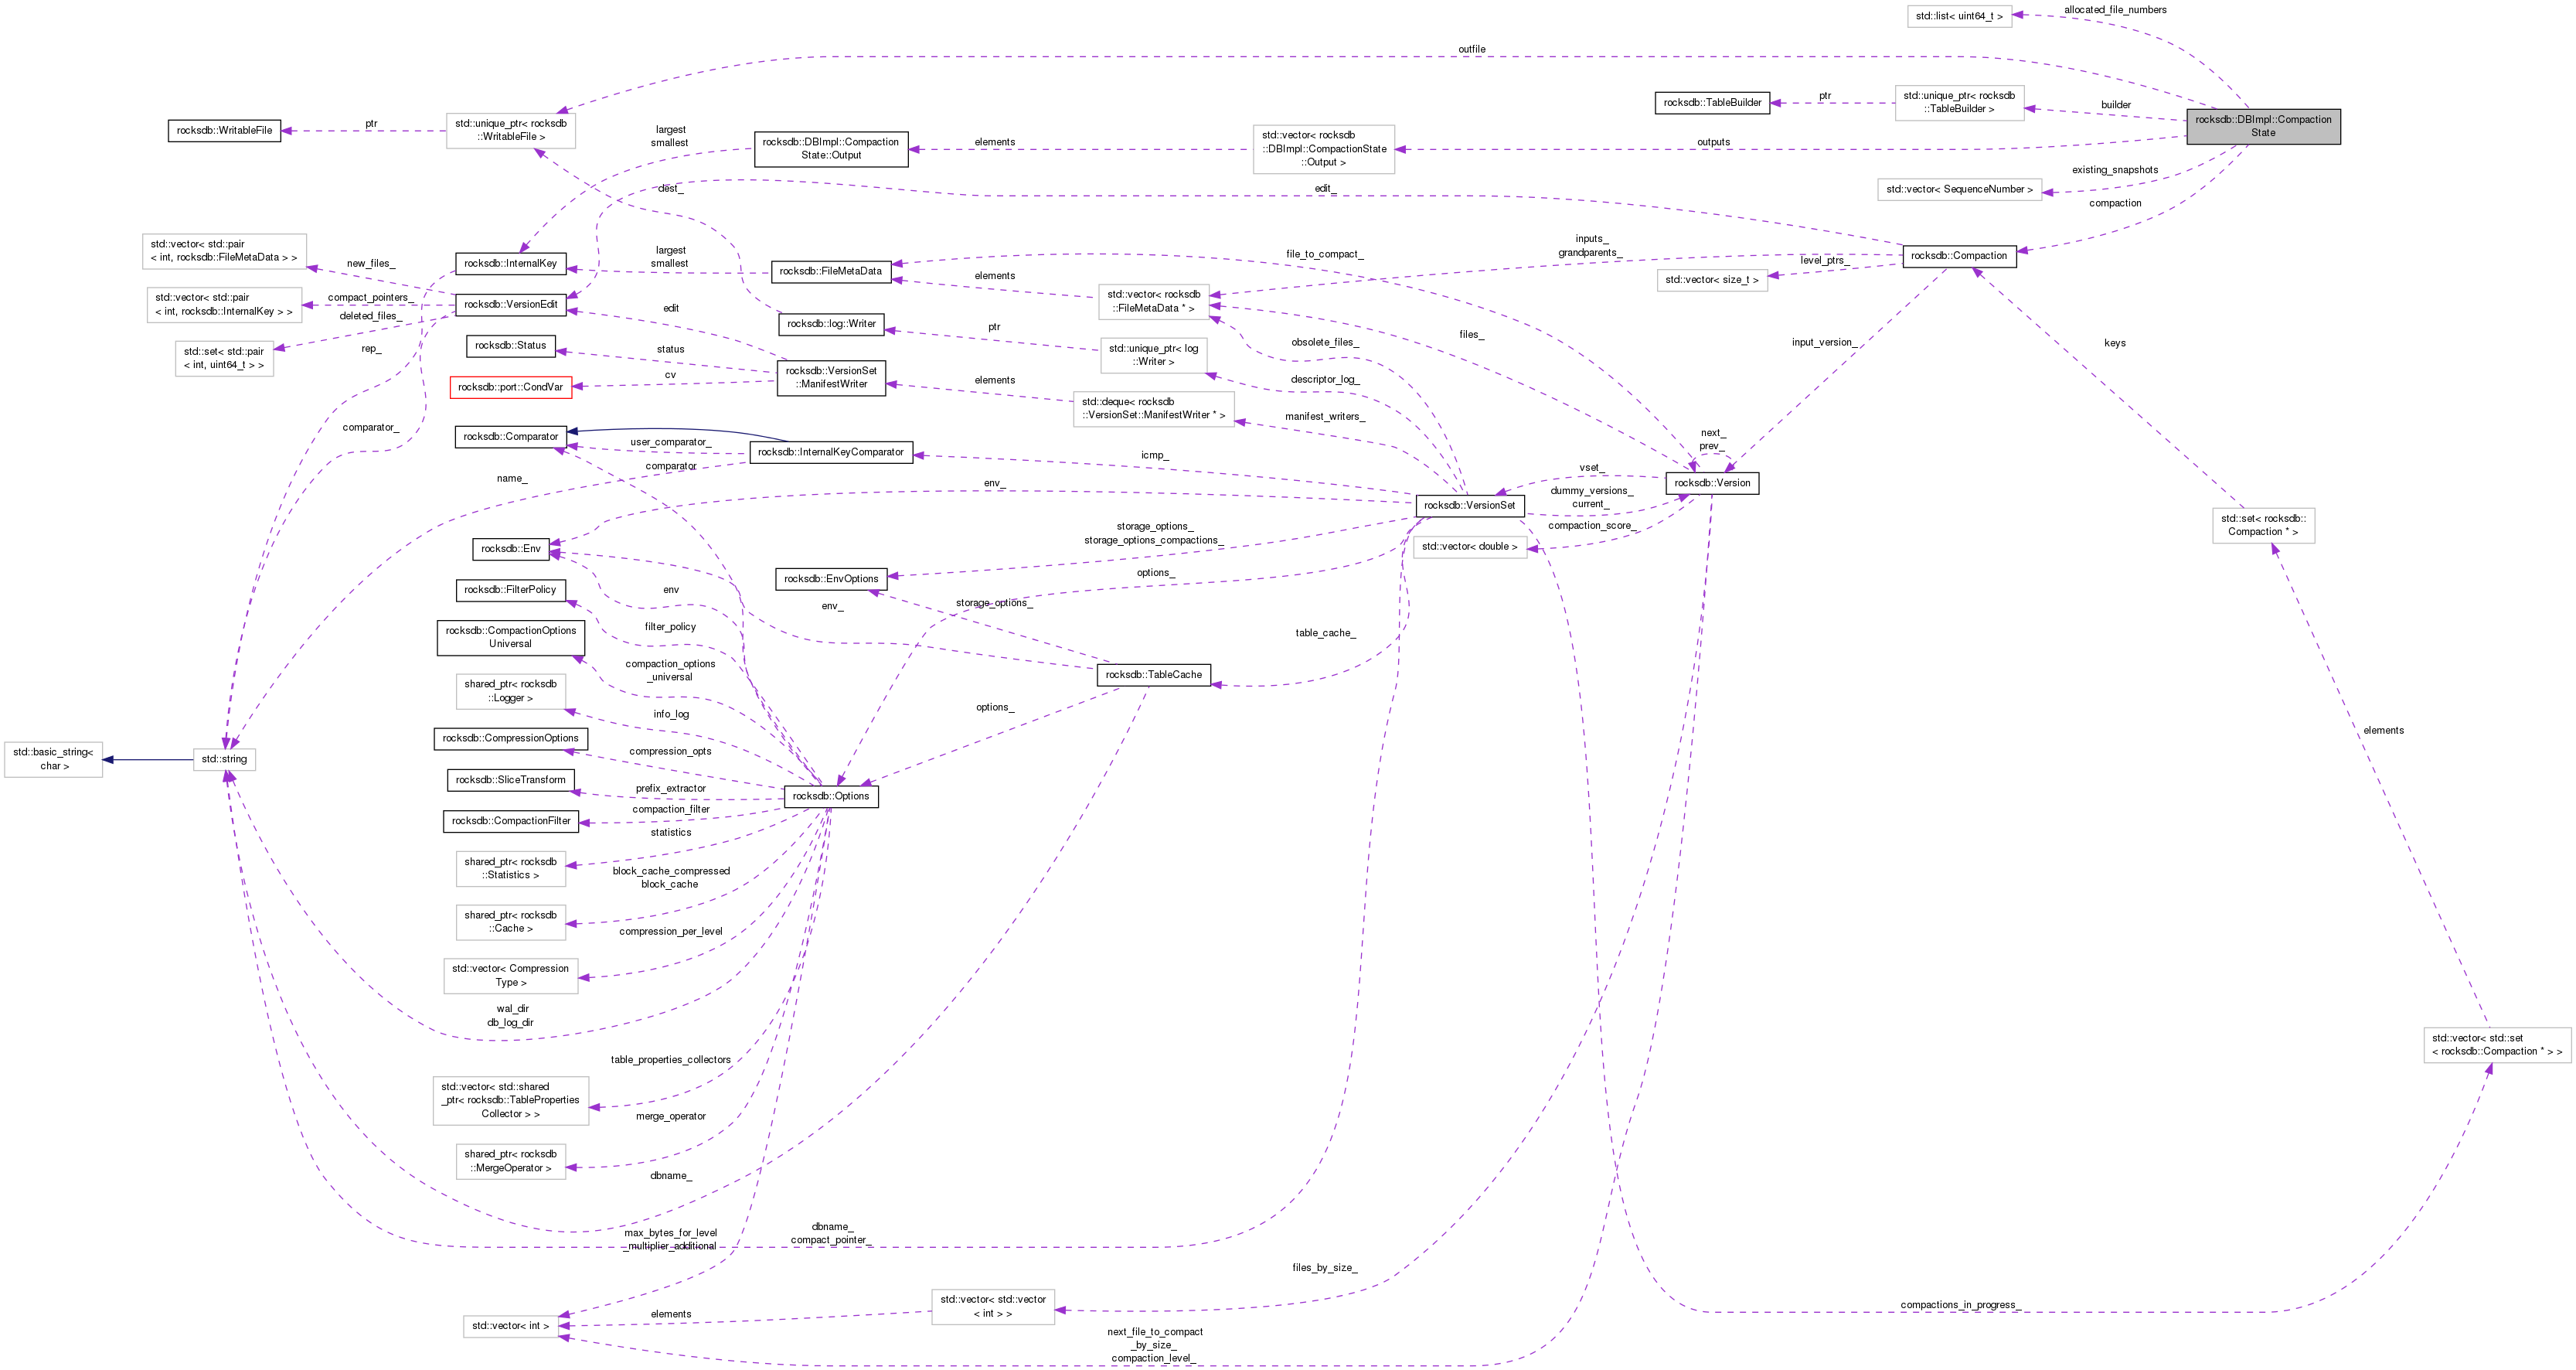 std::list< uint64_t >
allocated_file_numbers
outfile
rocksdb::TableBuilder
ptr
std::unique_ptr< rocksdb
::TableBuilder >
builder
rocksdb::DBImpl::Compaction
State
rocksdb::WritableFile
ptr
std::unique_ptr< rocksdb
::WritableFile >
largest
smallest
rocksdb::DBImpl::Compaction
State::Output
elements
std::vector< rocksdb
::DBImpl::CompactionState
::Output >
outputs
existing_snapshots
std::vector< SequenceNumber >
dest_
edit_
compaction
std::vector< std::pair
< int, rocksdb::FileMetaData > >
new_files_
rocksdb::InternalKey
largest
smallest
rocksdb::FileMetaData
file_to_compact_
inputs_
grandparents_
rocksdb::Compaction
level_ptrs_
std::vector< size_t >
elements
std::vector< rocksdb
::FileMetaData * >
std::vector< std::pair
< int, rocksdb::InternalKey > >
compact_pointers_
rocksdb::VersionEdit
deleted_files_
edit
rocksdb::log::Writer
ptr
std::unique_ptr< log
::Writer >
files_
obsolete_files_
input_version_
keys
std::set< std::pair
< int, uint64_t > >
rep_
rocksdb::Status
status
rocksdb::VersionSet
::ManifestWriter
cv
rocksdb::port::CondVar
elements
std::deque< rocksdb
::VersionSet::ManifestWriter * >
descriptor_log_
manifest_writers_
comparator_
rocksdb::Comparator
user_comparator_
rocksdb::InternalKeyComparator
icmp_
next_
prev_
comparator
name_
env_
vset_
rocksdb::Version
dummy_versions_
current_
rocksdb::VersionSet
compaction_score_
std::vector< double >
std::set< rocksdb::
Compaction * >
storage_options_
storage_options_compactions_
rocksdb::Env
rocksdb::EnvOptions
options_
rocksdb::FilterPolicy
env
env_
storage_options_
filter_policy
table_cache_
rocksdb::CompactionOptions
Universal
compaction_options
_universal
rocksdb::TableCache
shared_ptr< rocksdb
::Logger >
info_log
options_
rocksdb::CompressionOptions
compression_opts
elements
std::basic_string<
char >
std::string
rocksdb::SliceTransform
prefix_extractor
rocksdb::Options
rocksdb::CompactionFilter
compaction_filter
statistics
shared_ptr< rocksdb
::Statistics >
block_cache_compressed
block_cache
shared_ptr< rocksdb
::Cache >
compression_per_level
std::vector< Compression
Type >
wal_dir
db_log_dir
std::vector< std::set
< rocksdb::Compaction * > >
table_properties_collectors
std::vector< std::shared
_ptr< rocksdb::TableProperties
Collector > >
merge_operator
shared_ptr< rocksdb
::MergeOperator >
dbname_
max_bytes_for_level
_multiplier_additional
dbname_
compact_pointer_
files_by_size_
std::vector< std::vector
< int > >
elements
std::vector< int >
compactions_in_progress_
next_file_to_compact
_by_size_
compaction_level_